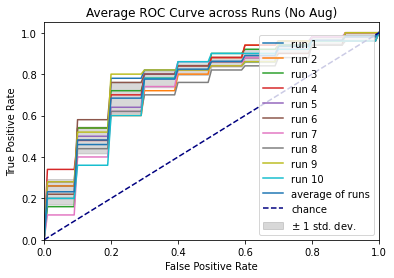 Average ROC Curve across Runs (No Aug)
True Positive Rate
1.0
0.8
0.6
0.4
0.2
0.0
run 1
run 2
run 3
run 4
run 5
run 6
run 7
run 8
run 9
run 10
average of runs
chance
± 1 std. dev.
0.0 0.2 0.4 0.6 0.8 1.0
False Positive Rate